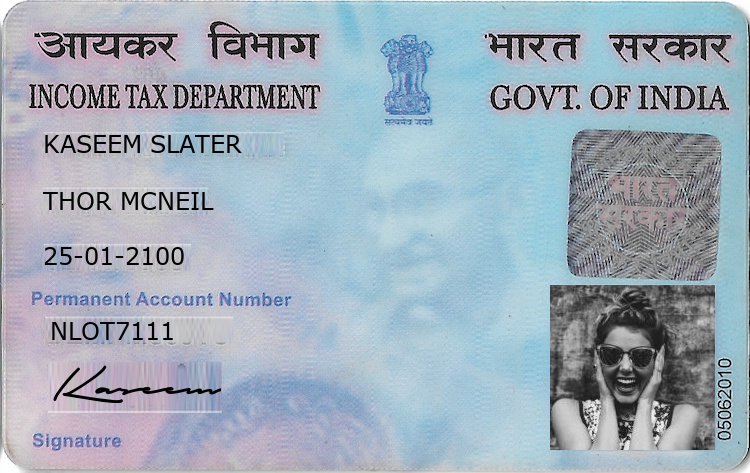 आयकर विभाग
भारत सरकार
INCOME TAX DEPARTMENT
GOVT. OF INDIA
सत्यमेव जयते
KASEEM SLATER
THOR MCNEIL
25-01-2100
भारत
सरकार
Permanent Account Number
NLOT7111
Kaseem
Signature
05062010